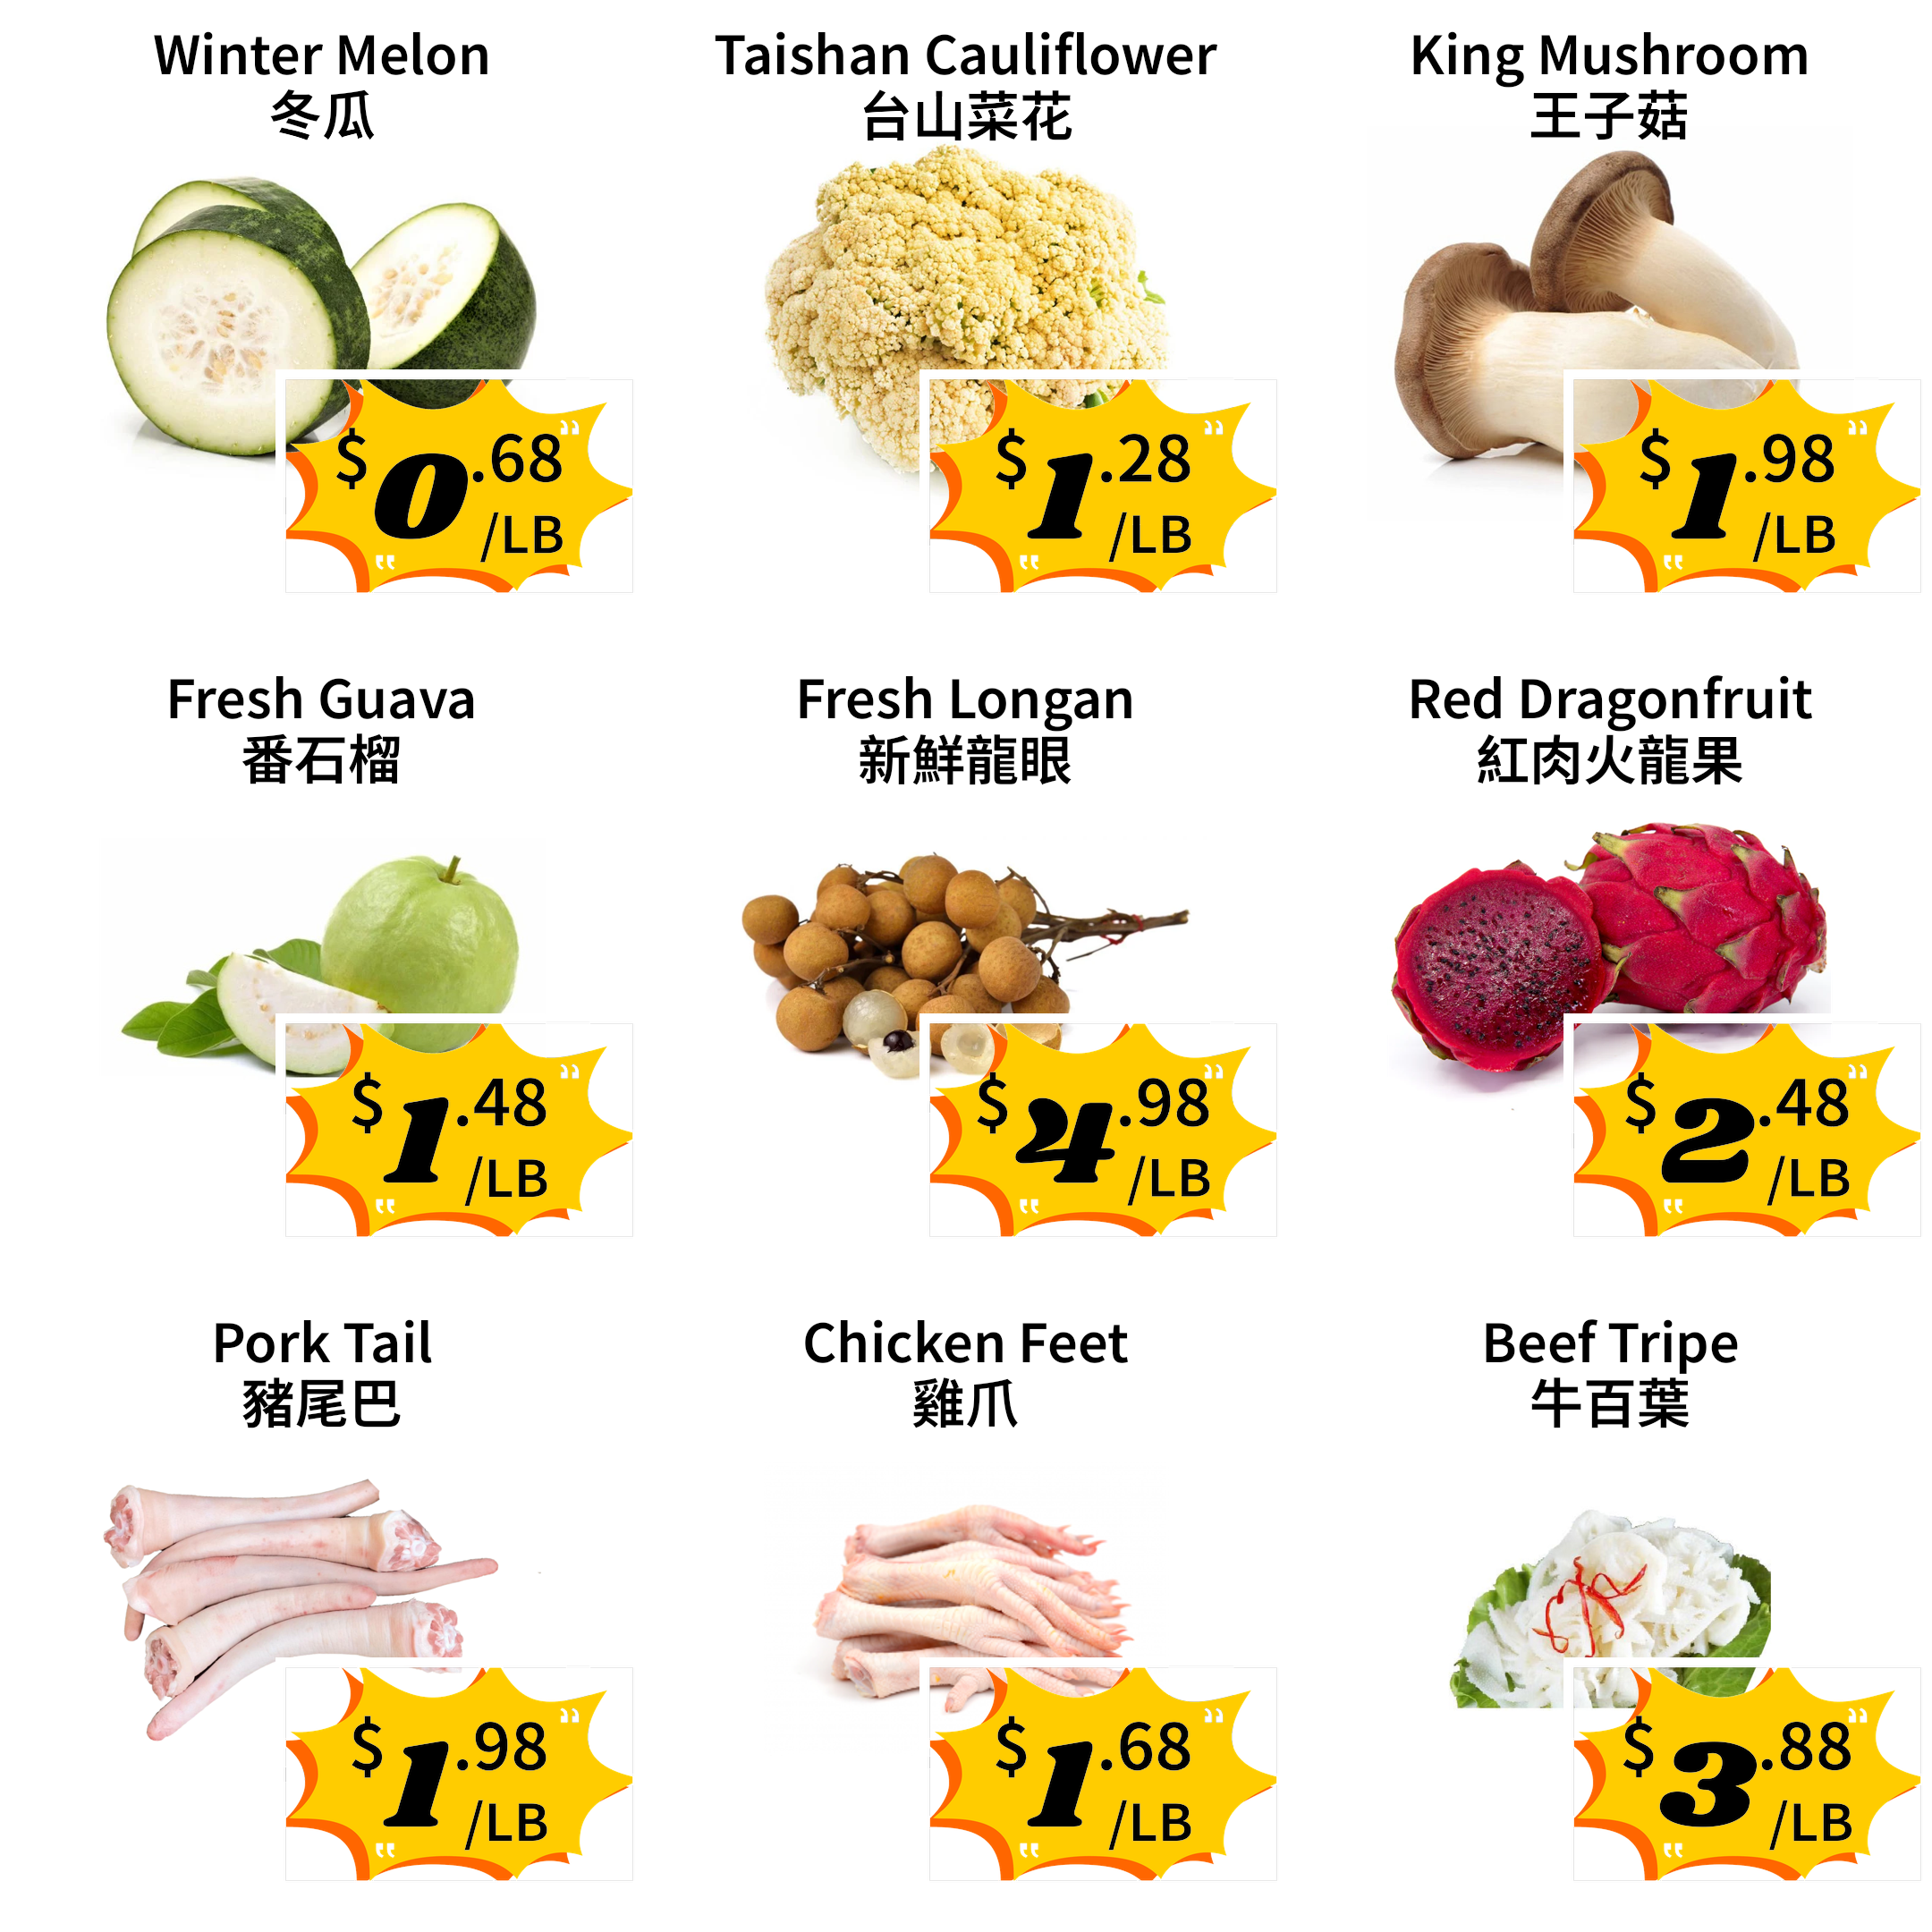 Winter Melon
冬瓜
$0.68
/LB
Taishan Cauliflower
台山菜花
$1.28
/LB
King Mushroom
王子菇
$1.98
/LB
Fresh Guava
番石榴
$1.48
/LB
Fresh Longan
新鮮龍眼
$4.98
/LB
Red Dragonfruit
紅肉火龍果
$2.48
/LB
Pork Tail
豬尾巴
$1.98
/LB
Chicken Feet
雞爪
$1.68
/LB
Beef Tripe
牛百葉
$3.88
/LB